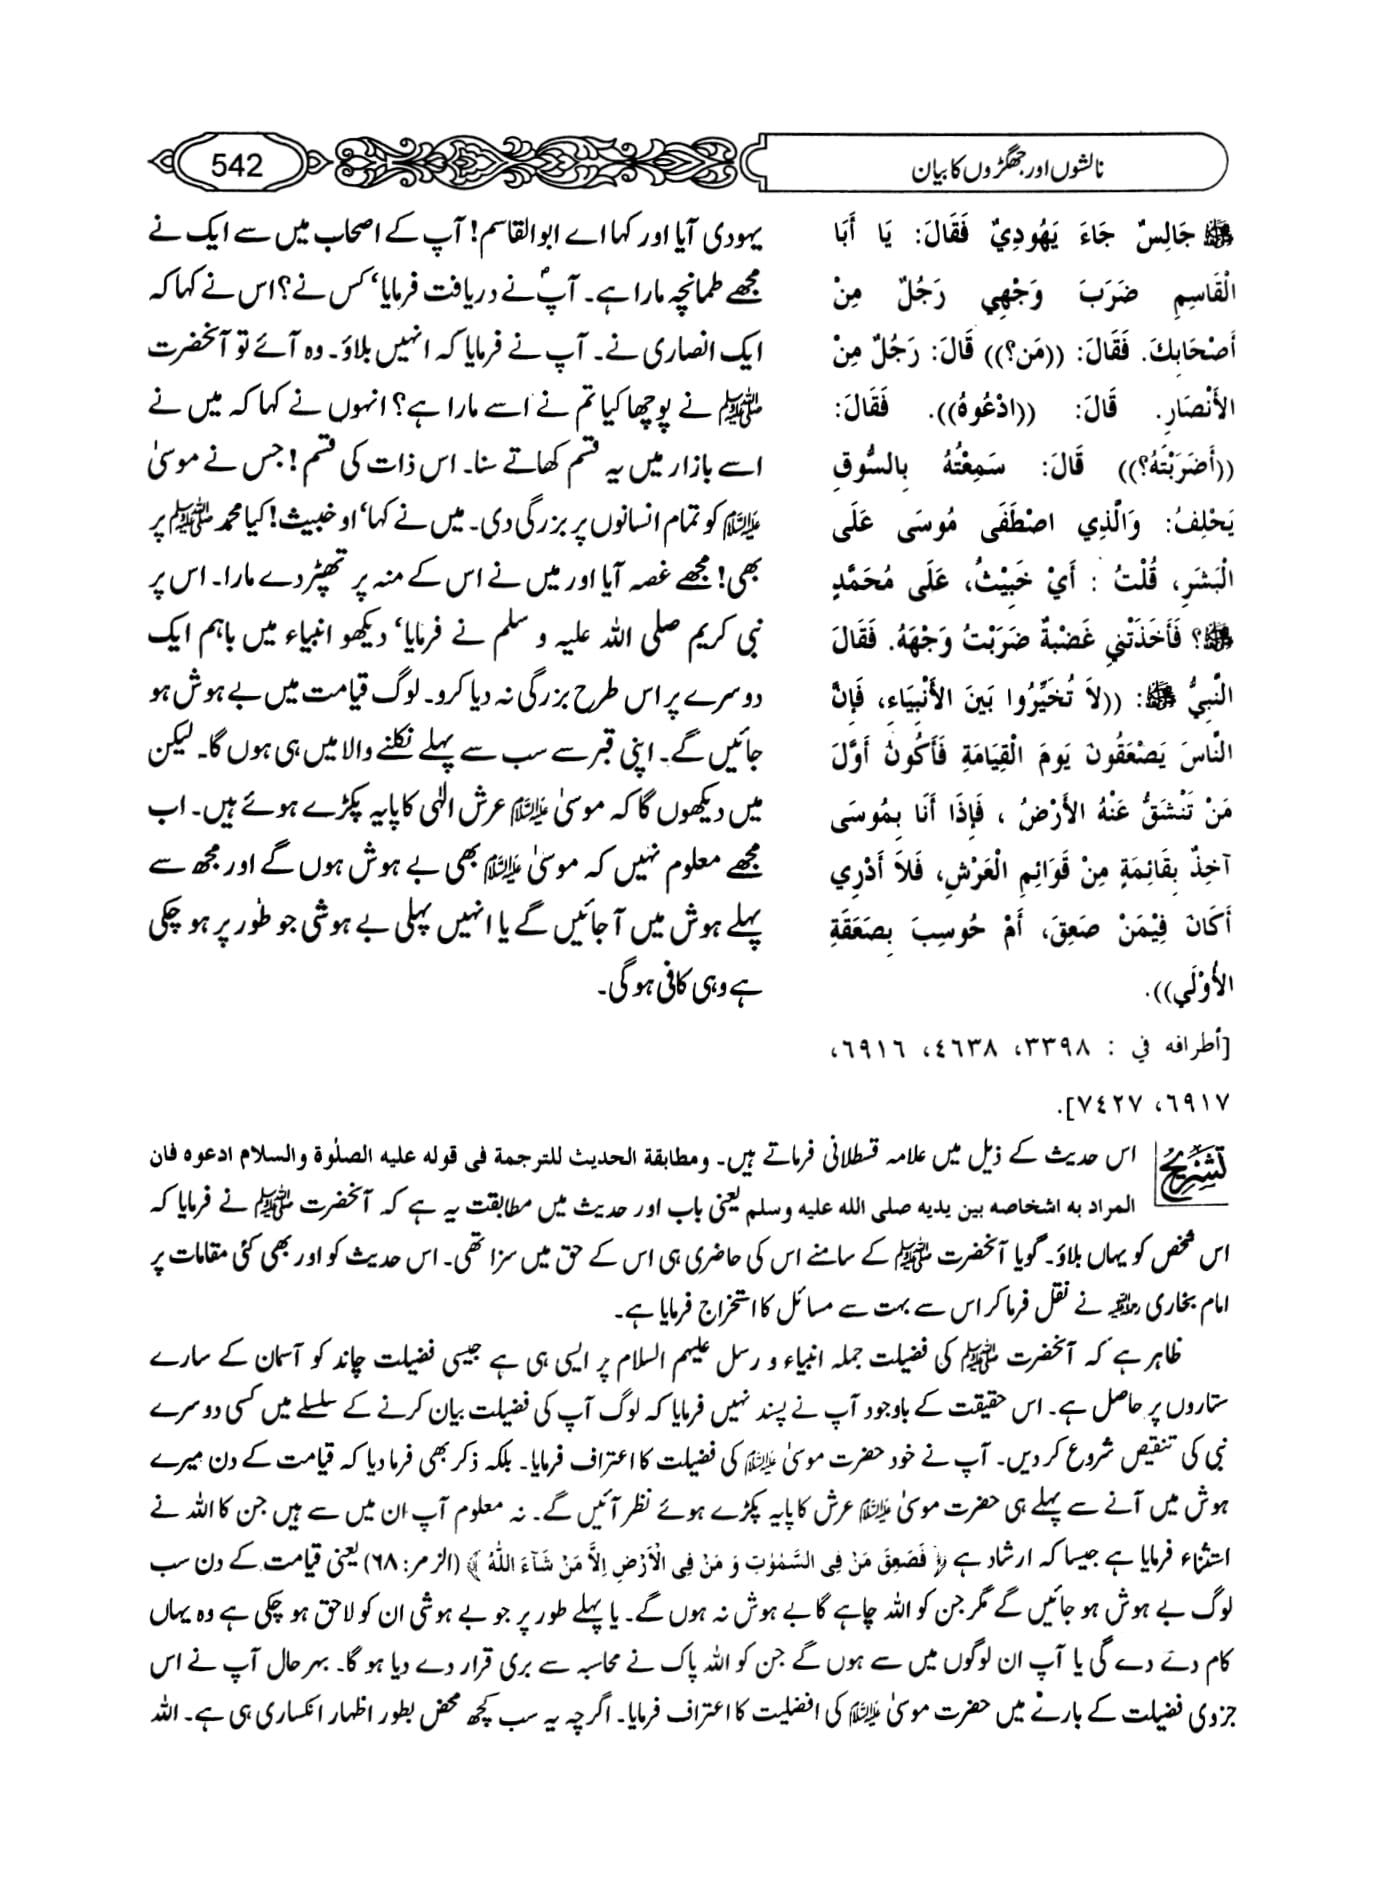 نالشوں اور جھگڑوں کا بیان
542
ﷺ جَالِسٌ جَاءَ يَهُودِيٌّ فَقَالَ: يَا أَبَا
الْقَاسِمِ ضَرَبَ وَجْهِي رَجُلٌ مِنْ
أَصْحَابِكَ. فَقَالَ: ((مَن؟)) قَالَ: رَجُلٌ مِنْ
الأَنْصَارِ. قَالَ: ((ادْعُوهُ)). فَقَالَ:
((أَضَرَبْتَهُ؟)) قَالَ: سَمِعْتُهُ بِالسُّوقِ
يَحْلِفُ: وَالَّذِي اصْطَفَى مُوسَى عَلَى
الْبَشَرِ، قُلْتُ : أَيْ خَبِيْثُ، عَلَى مُحَمَّدٍ
ﷺ؟ فَأَخَذَتْنِي غَضْبَةٌ ضَرَبْتُ وَجْهَهُ. فَقَالَ
النَّبِيُّ ﷺ: ((لاَ تُخَيِّرُوا بَيْنَ الأَنْبِيَاءِ، فَإِنَّ
النَّاسَ يَصْعَقُونَ يَومَ الْقِيَامَةِ فَأَكُونُ أَوَّلَ
مَنْ تَنْشَقُّ عَنْهُ الأَرْضُ ، فَإِذَا أَنَا بِمُوسَى
آخِذٌ بِقَائِمَةٍ مِنْ قَوَائِمِ الْعَرْشِ، فَلاَ أَدْرِي
أَكَانَ فِيْمَنْ صَعِقَ، أَمْ حُوسِبَ بِصَعَقَةِ
الأُوْلَى)).
[أطرافه في : ٣٣٩٨، ٤٦٣٨، ٦٩١٦،
٦٩١٧، ٧٤٢٧].
یہودی آیا اور کہا اے ابو القاسم! آپ کے اصحاب میں سے ایک نے
مجھے طمانچہ مارا ہے۔ آپؐ نے دریافت فرمایا‘ کس نے؟ اس نے کہا کہ
ایک انصاری نے۔ آپ نے فرمایا کہ انہیں بلاؤ۔ وہ آئے تو آنحضرت
ﷺ نے پوچھا کیا تم نے اسے مارا ہے؟ انہوں نے کہا کہ میں نے
اسے بازار میں یہ قسم کھاتے سنا۔ اس ذات کی قسم! جس نے موسیٰ
علیہ السلام کو تمام انسانوں پر بزرگی دی۔ میں نے کہا‘ او خبیث! کیا محمد ﷺ پر
بھی! مجھے غصہ آیا اور میں نے اس کے منہ پر تھپڑ دے مارا۔ اس پر
نبی کریم صلی اللہ علیہ و سلم نے فرمایا‘ دیکھو انبیاء میں باہم ایک
دوسرے پر اس طرح بزرگی نہ دیا کرو۔ لوگ قیامت میں بے ہوش ہو
جائیں گے۔ اپنی قبر سے سب سے پہلے نکلنے والا میں ہی ہوں گا۔ لیکن
میں دیکھوں گا کہ موسیٰ علیہ السلام عرش الٰہی کا پایہ پکڑے ہوئے ہیں۔ اب
مجھے معلوم نہیں کہ موسیٰ علیہ السلام بھی بے ہوش ہوں گے اور مجھ سے
پہلے ہوش میں آجائیں گے یا انہیں پہلی بے ہوشی جو طور پر ہو چکی
ہے وہی کافی ہو گی۔
تشریح اس حدیث کے ذیل میں علامہ قسطلانی فرماتے ہیں۔ ومطابقة الحديث للترجمة فى قوله عليه الصلٰوة والسلام ادعوه فان
المراد به اشخاصه بين يديه صلى الله عليه وسلم یعنی باب اور حدیث میں مطابقت یہ ہے کہ آنحضرت ﷺ نے فرمایا کہ
اس شخص کو یہاں بلاؤ۔ گویا آنحضرت ﷺ کے سامنے اس کی حاضری ہی اس کے حق میں سزا تھی۔ اس حدیث کو اور بھی کئی مقامات پر
امام بخاری رحمۃ اللہ علیہ نے نقل فرما کر اس سے بہت سے مسائل کا استخراج فرمایا ہے۔
ظاہر ہے کہ آنحضرت ﷺ کی فضیلت جملہ انبیاء و رسل علیہم السلام پر ایسی ہی ہے جیسی فضیلت چاند کو آسمان کے سارے
ستاروں پر حاصل ہے۔ اس حقیقت کے باوجود آپ نے پسند نہیں فرمایا کہ لوگ آپ کی فضیلت بیان کرنے کے سلسلے میں کسی دوسرے
نبی کی تنقیص شروع کر دیں۔ آپ نے خود حضرت موسیٰ علیہ السلام کی فضیلت کا اعتراف فرمایا۔ بلکہ ذکر بھی فرما دیا کہ قیامت کے دن میرے
ہوش میں آنے سے پہلے ہی حضرت موسیٰ علیہ السلام عرش کا پایہ پکڑے ہوئے نظر آئیں گے۔ نہ معلوم آپ ان میں سے ہیں جن کا اللہ نے
استثناء فرمایا ہے جیسا کہ ارشاد ہے ﴿ فَصَعِقَ مَنْ فِى السَّمٰوٰتِ وَ مَنْ فِى الْاَرْضِ اِلَّا مَنْ شَآءَ اللّٰهُ ﴾ (الزمر: ۶۸) یعنی قیامت کے دن سب
لوگ بے ہوش ہو جائیں گے مگر جن کو اللہ چاہے گا بے ہوش نہ ہوں گے۔ یا پہلے طور پر جو بے ہوشی ان کو لاحق ہو چکی ہے وہ یہاں
کام دے دے گی یا آپ ان لوگوں میں سے ہوں گے جن کو اللہ پاک نے محاسبہ سے بری قرار دے دیا ہو گا۔ بہر حال آپ نے اس
جزوی فضیلت کے بارے میں حضرت موسیٰ علیہ السلام کی افضلیت کا اعتراف فرمایا۔ اگرچہ یہ سب کچھ محض بطور اظہار انکساری ہی ہے۔ اللہ